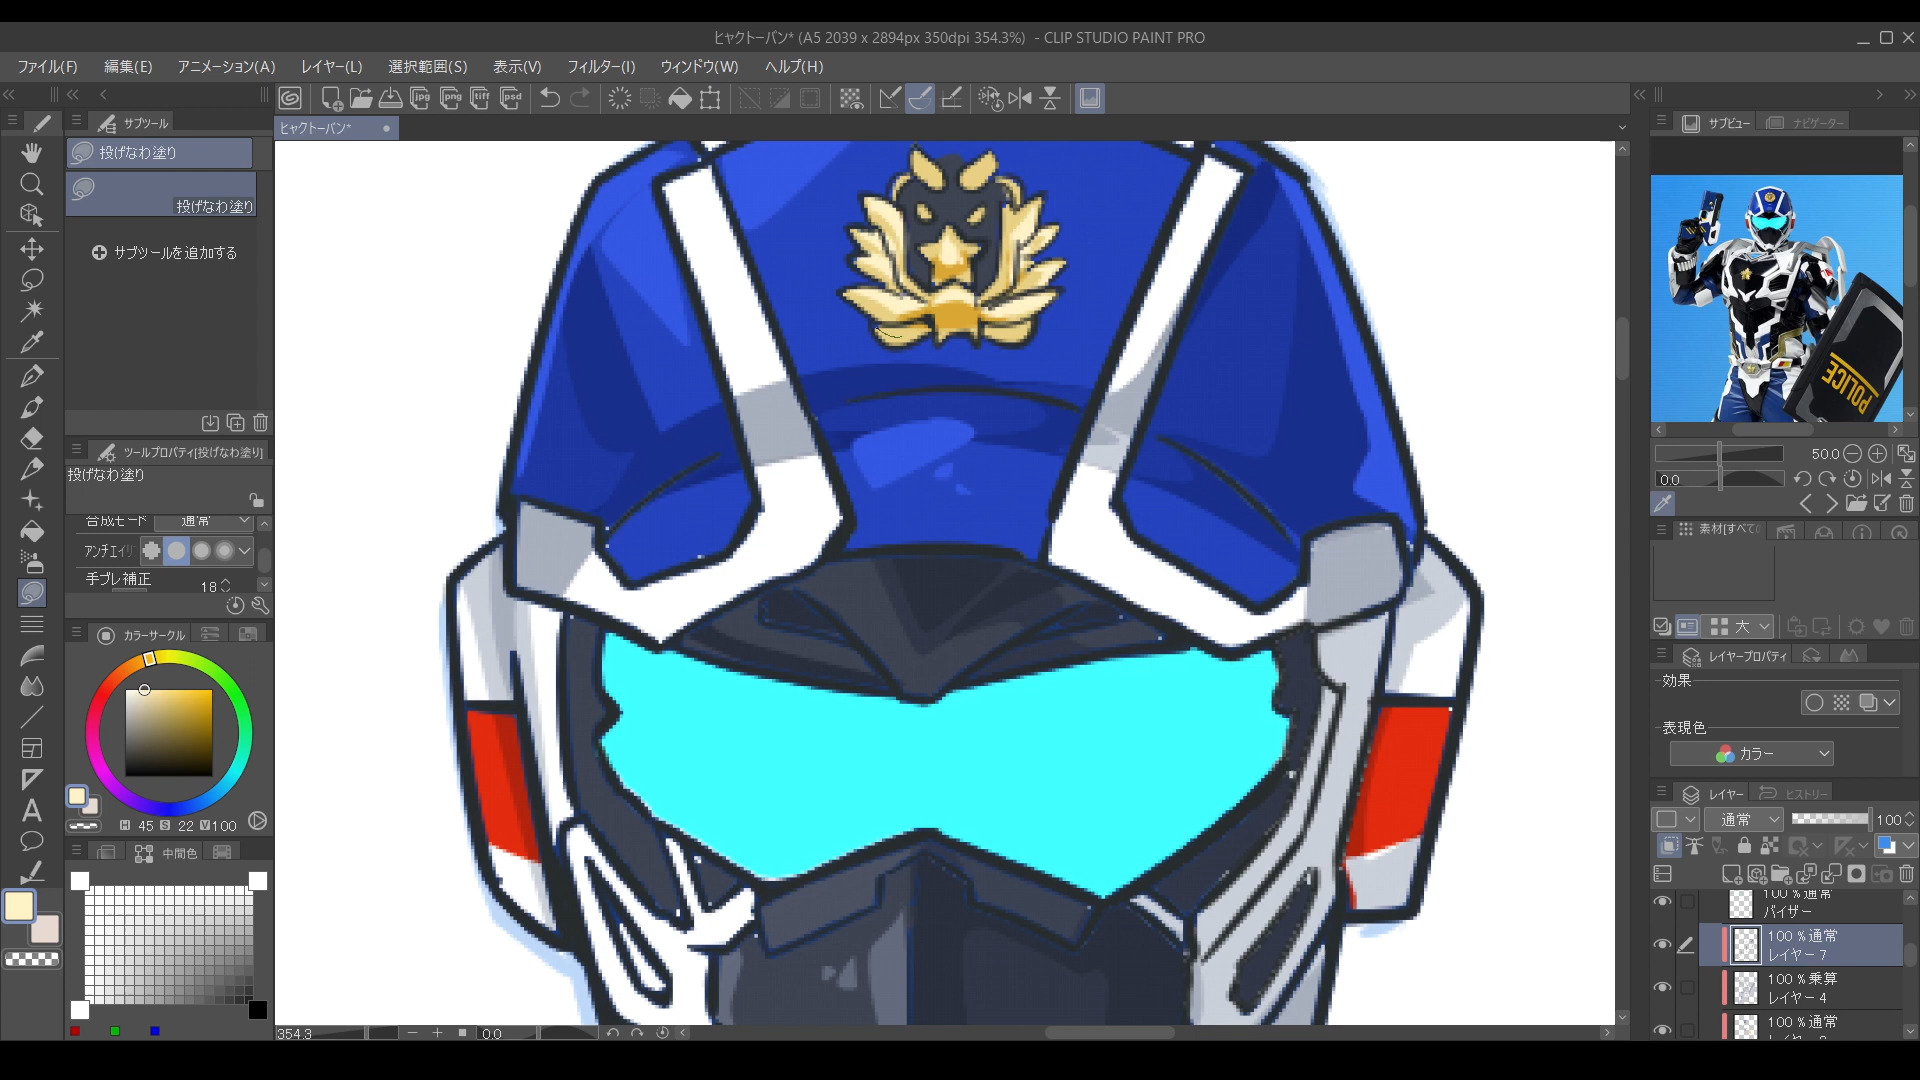 ヒャクトーバン* (A5 2039 x 2894px 350dpi 354.3%) - CLIP STUDIO PAINT PRO
ファイル(F) 編集(E) アニメーション(A) レイヤー(L) 選択範囲(S) 表示(V) フィルター(I) ウィンドウ(W) ヘルプ(H)
jpg png tiff psd
サブツール
ヒャクトーバン*
サブビュー ナビゲーター
投げなわ塗り
投げなわ塗り
サブツールを追加する
POLICE
ツールプロパティ[投げなわ塗り]
投げなわ塗り
50.0
0.0
合成モード 通常
アンチエイリ
手ブレ補正 18
素材[すべて
大
カラーサークル
レイヤープロパティ
効果
表現色
カラー
レイヤー ヒストリー
通常 100
H 45 S 22 V 100
中間色
100 % 通常
バイザー
100 % 通常
レイヤー 7
100 % 乗算
レイヤー 4
100 % 通常
354.3 0.0